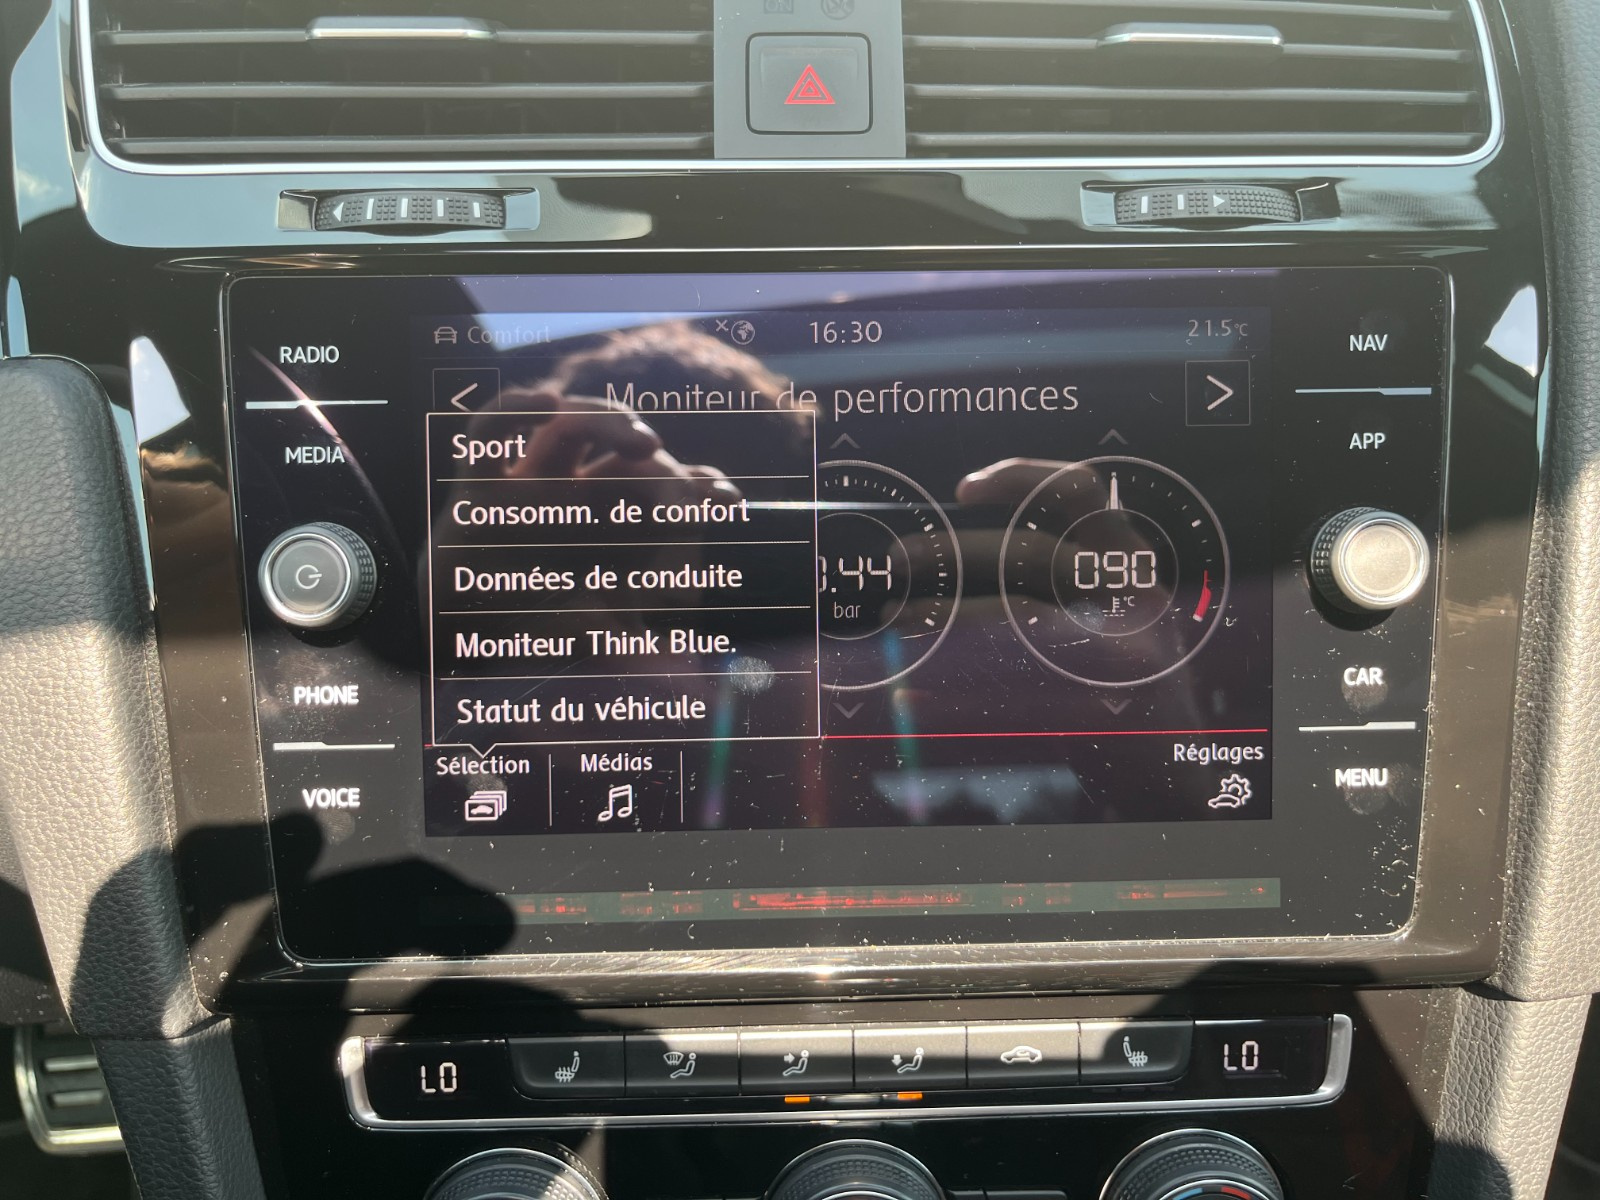 RADIO
MEDIA
PHONE
VOICE
Comfort
16:30
21.5°C
Moniteur de performances
Sport
Consomm. de confort
Données de conduite
Moniteur Think Blue.
Statut du véhicule
bar
090
°C
Sélection
Médias
Réglages
NAV
APP
CAR
MENU
LO
LO